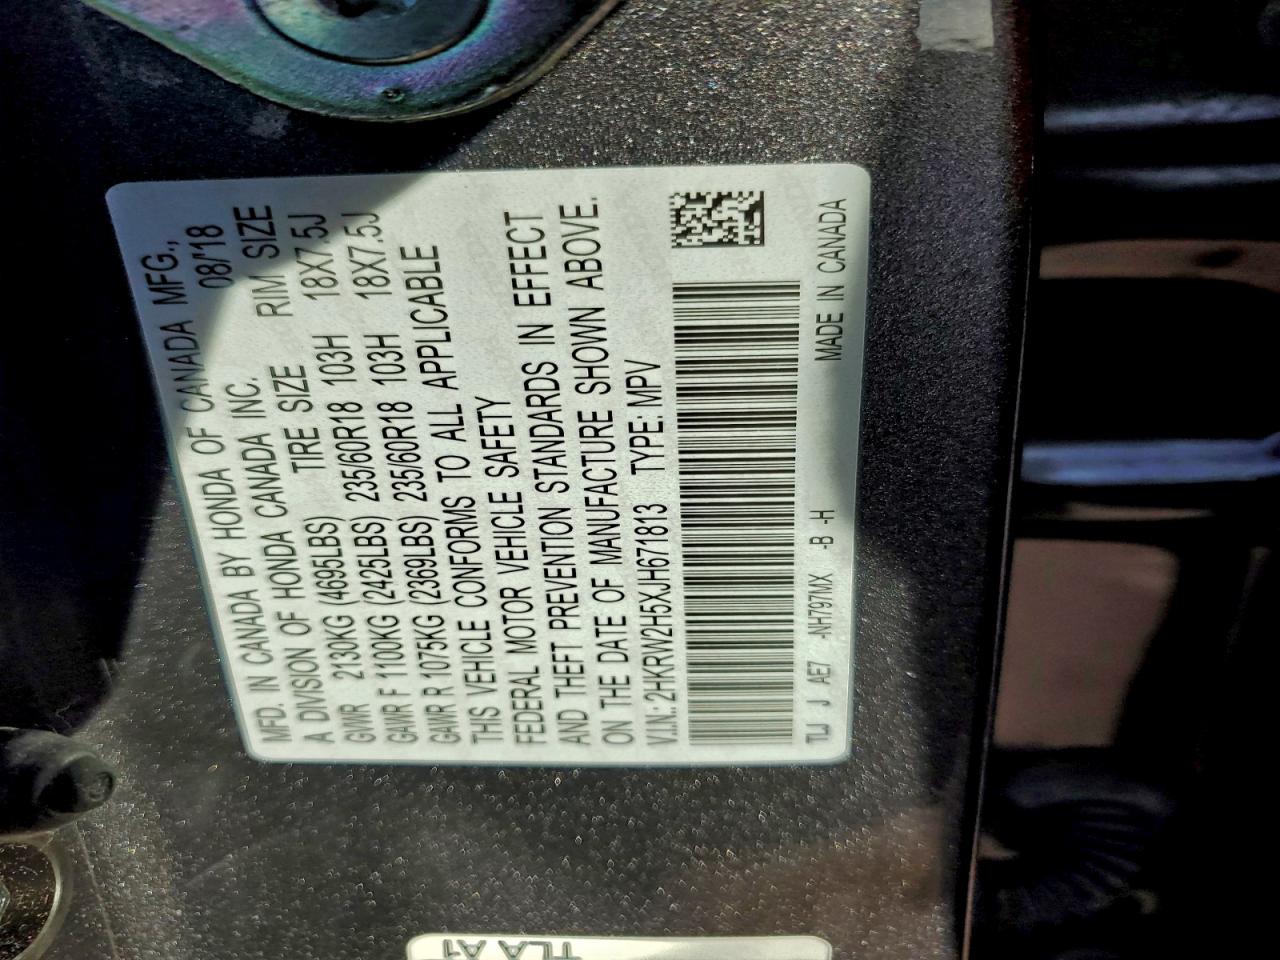 MFD. IN CANADA BY HONDA OF CANADA MFG.,
A DIVISION OF HONDA CANADA INC. 08/'18
TIRE SIZE RIM SIZE
GVWR 2130KG (4695LBS)
GAWR F 1100KG (2425LBS) 235/60R18 103H 18X7.5J
GAWR R 1075KG (2369LBS) 235/60R18 103H 18X7.5J
THIS VEHICLE CONFORMS TO ALL APPLICABLE
FEDERAL MOTOR VEHICLE SAFETY
AND THEFT PREVENTION STANDARDS IN EFFECT
ON THE DATE OF MANUFACTURE SHOWN ABOVE.
V.I.N.: 2HKRW2H5XJH671813 TYPE: MPV
TLJ J AE7 -NH797MX -B -H MADE IN CANADA
TLA A1